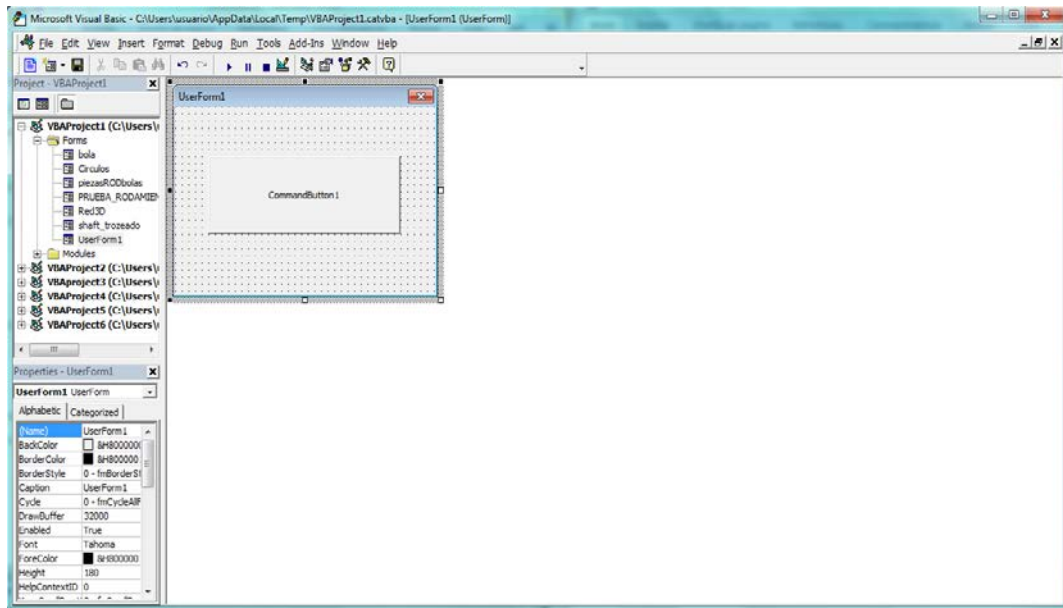 Microsoft Visual Basic - C:\Users\usuario\AppData\Local\Temp\VBAProject1.catvba - [UserForm1 (UserForm)]
File Edit View Insert Format Debug Run Tools Add-Ins Window Help
Project - VBAProject1
VBAProject1 (C:\Users\
Forms
bola
Circulos
piezasRODbolas
PRUEBA_RODAMIEN
Red3D
shaft_trozeado
UserForm1
Modules
VBAProject2 (C:\Users\
VBAproject3 (C:\Users\
VBAProject4 (C:\Users\
VBAProject5 (C:\Users\
VBAProject6 (C:\Users\
UserForm1
CommandButton1
Properties - UserForm1
UserForm1 UserForm
Alphabetic Categorized
(Name) UserForm1
BackColor &H8000000
BorderColor &H800000
BorderStyle 0 - fmBorderSt
Caption UserForm1
Cycle 0 - fmCycleAllF
DrawBuffer 32000
Enabled True
Font Tahoma
ForeColor &H800000
Height 180
HelpContextID 0